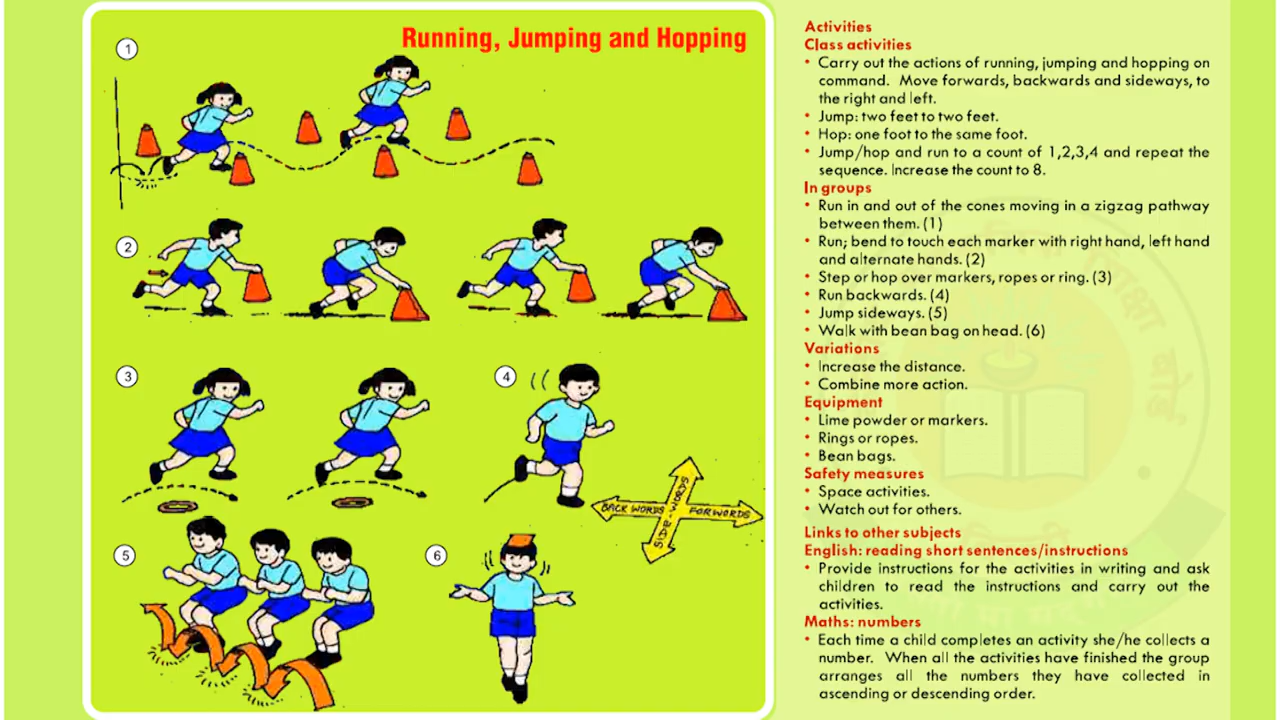 Running, Jumping and Hopping
1
2
3
4
BACK WORDS
SIDE-WORDS
FORWORDS
5
6
Activities
Class activities
• Carry out the actions of running, jumping and hopping on
command. Move forwards, backwards and sideways, to
the right and left.
• Jump: two feet to two feet.
• Hop: one foot to the same foot.
• Jump/hop and run to a count of 1,2,3,4 and repeat the
sequence. Increase the count to 8.
In groups
• Run in and out of the cones moving in a zigzag pathway
between them. (1)
• Run; bend to touch each marker with right hand, left hand
and alternate hands. (2)
• Step or hop over markers, ropes or ring. (3)
• Run backwards. (4)
• Jump sideways. (5)
• Walk with bean bag on head. (6)
Variations
• Increase the distance.
• Combine more action.
Equipment
• Lime powder or markers.
• Rings or ropes.
• Bean bags.
Safety measures
• Space activities.
• Watch out for others.
Links to other subjects
English: reading short sentences/instructions
• Provide instructions for the activities in writing and ask
children to read the instructions and carry out the
activities.
Maths: numbers
• Each time a child completes an activity she/he collects a
number. When all the activities have finished the group
arranges all the numbers they have collected in
ascending or descending order.